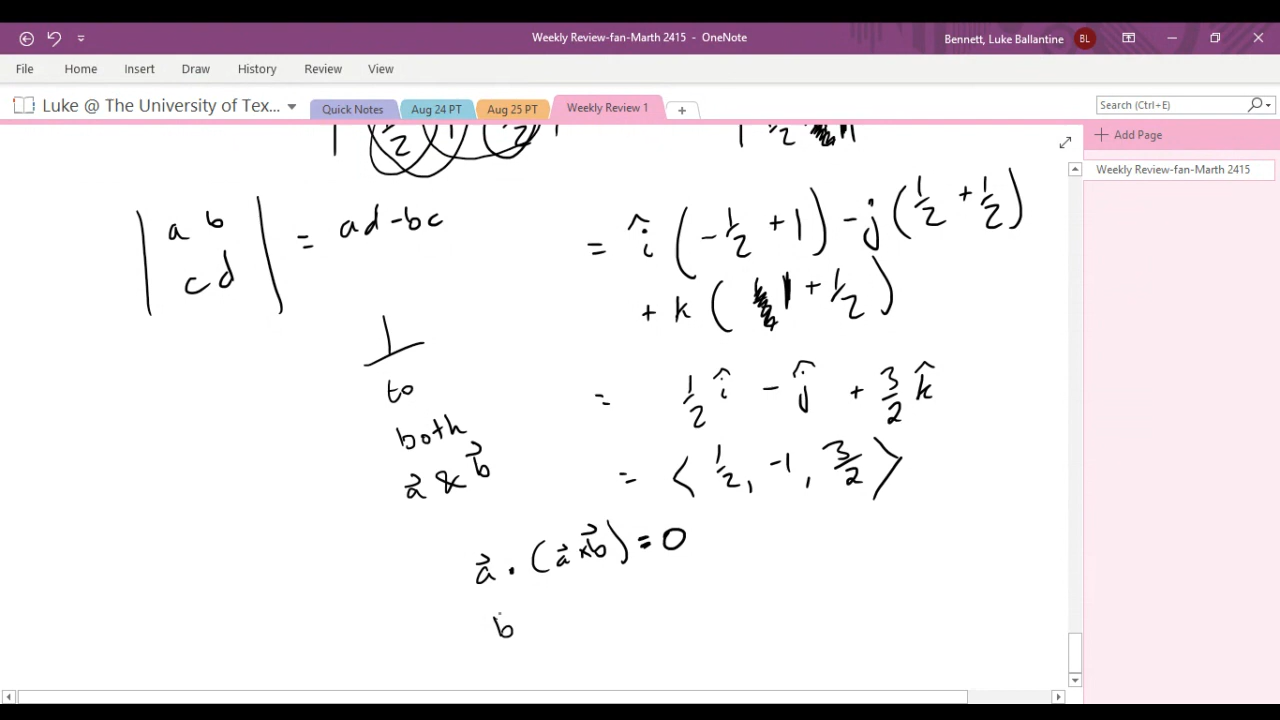 Weekly Review-fan-Marth 2415 - OneNote
Bennett, Luke Ballantine BL
File Home Insert Draw History Review View
Luke @ The University of Tex...
Quick Notes
Aug 24 PT
Aug 25 PT
Weekly Review 1
Search (Ctrl+E)
Add Page
Weekly Review-fan-Marth 2415
| a b
c d | = ad - bc
⊥
to
both
a⃗ & b⃗
= î (-1/2 + 1) - j (1/2 + 1/2)
+ k ( 1 + 1/2 )
= 1/2 î - ĵ + 3/2 k̂
= ⟨ 1/2, -1, 3/2 ⟩
a⃗ · (a⃗ × b⃗) = 0
b